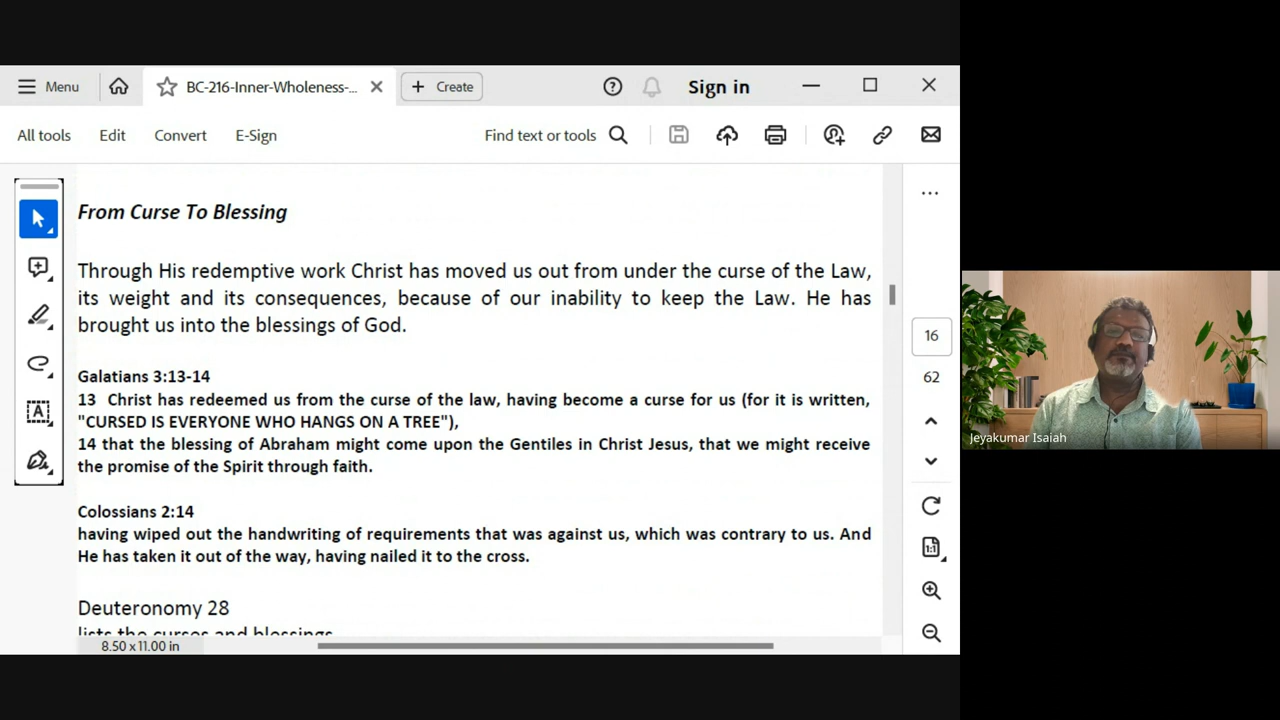 Menu
BC-216-Inner-Wholeness-...
Create
Sign in
All tools
Edit
Convert
E-Sign
Find text or tools
From Curse To Blessing
Through His redemptive work Christ has moved us out from under the curse of the Law,
its weight and its consequences, because of our inability to keep the Law. He has
brought us into the blessings of God.
Galatians 3:13-14
13 Christ has redeemed us from the curse of the law, having become a curse for us (for it is written,
"CURSED IS EVERYONE WHO HANGS ON A TREE"),
14 that the blessing of Abraham might come upon the Gentiles in Christ Jesus, that we might receive
the promise of the Spirit through faith.
Colossians 2:14
having wiped out the handwriting of requirements that was against us, which was contrary to us. And
He has taken it out of the way, having nailed it to the cross.
Deuteronomy 28
lists the curses and blessings
8.50 x 11.00 in
16
62
1:1
Jeyakumar Isaiah